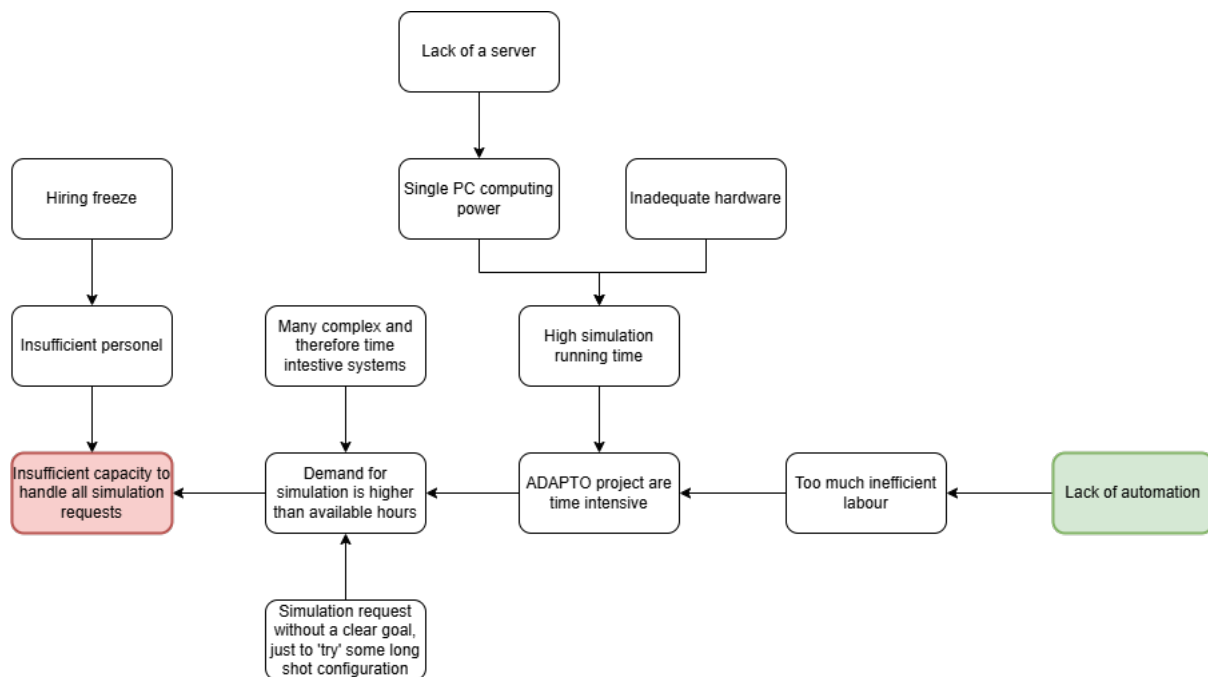 Lack of a server
Hiring freeze
Single PC computing
power
Inadequate hardware
Insufficient personel
Many complex and
therefore time
intestive systems
High simulation
running time
Insufficient capacity to
handle all simulation
requests
Demand for
simulation is higher
than available hours
ADAPTO project are
time intensive
Too much inefficient
labour
Lack of automation
Simulation request
without a clear goal,
just to 'try' some long
shot configuration